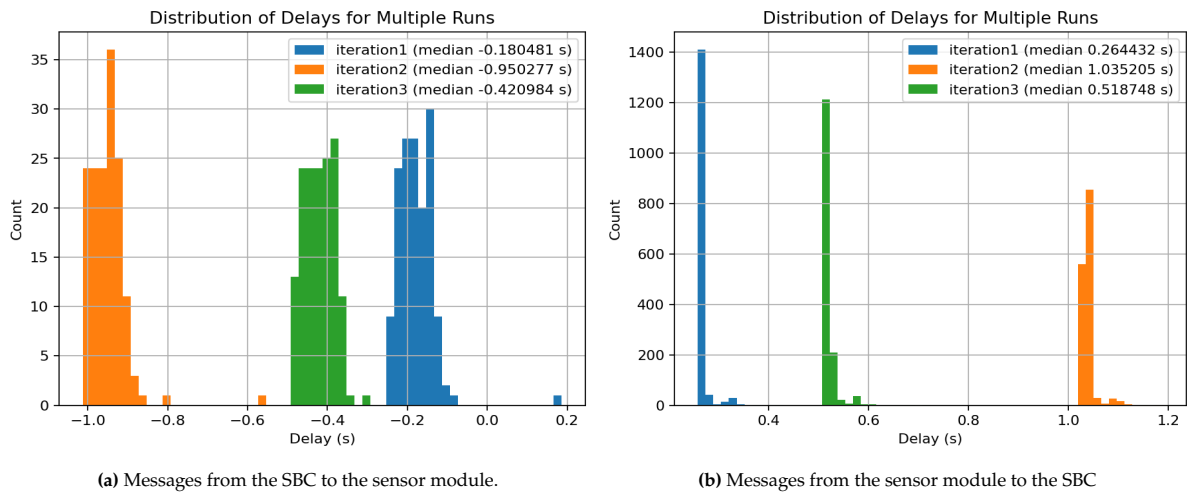 Distribution of Delays for Multiple Runs
iteration1 (median -0.180481 s)
iteration2 (median -0.950277 s)
iteration3 (median -0.420984 s)
35
30
25
20
15
10
5
0
Count
−1.0 −0.8 −0.6 −0.4 −0.2 0.0 0.2
Delay (s)
(a) Messages from the SBC to the sensor module.
Distribution of Delays for Multiple Runs
iteration1 (median 0.264432 s)
iteration2 (median 1.035205 s)
iteration3 (median 0.518748 s)
1400
1200
1000
800
600
400
200
0
Count
0.4 0.6 0.8 1.0 1.2
Delay (s)
(b) Messages from the sensor module to the SBC